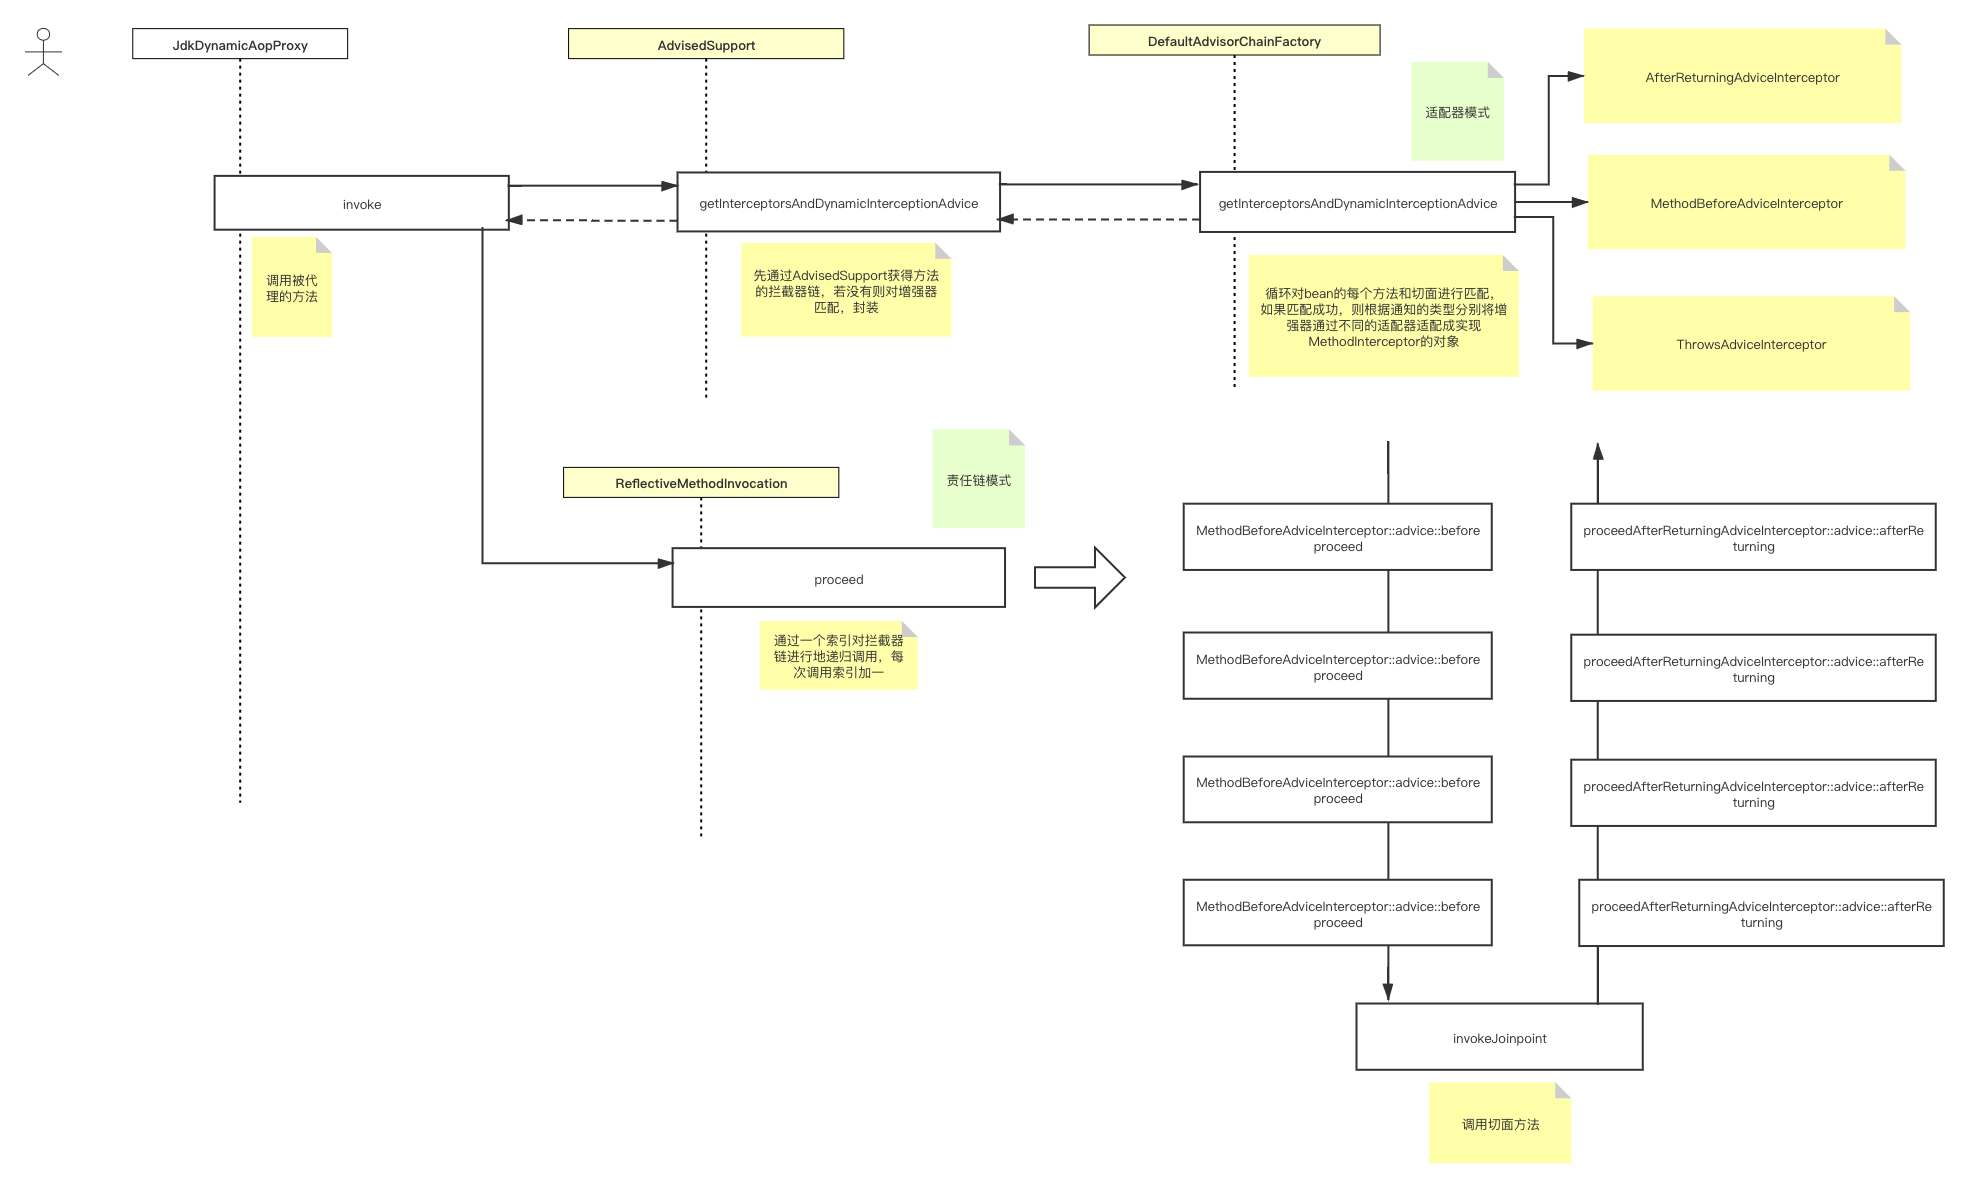 JdkDynamicAopProxy
AdvisedSupport
DefaultAdvisorChainFactory
适配器模式
AfterReturningAdviceInterceptor
invoke
getInterceptorsAndDynamicInterceptionAdvice
getInterceptorsAndDynamicInterceptionAdvice
MethodBeforeAdviceInterceptor
调用被代
理的方法
先通过AdvisedSupport获得方法
的拦截器链，若没有则对增强器
匹配，封装
循环对bean的每个方法和切面进行匹配，
如果匹配成功，则根据通知的类型分别将增
强器通过不同的适配器适配成实现
MethodInterceptor的对象
ThrowsAdviceInterceptor
ReflectiveMethodInvocation
责任链模式
proceed
通过一个索引对拦截器
链进行地递归调用，每
次调用索引加一
MethodBeforeAdviceInterceptor::advice::before
proceed
proceedAfterReturningAdviceInterceptor::advice::afterRe
turning
MethodBeforeAdviceInterceptor::advice::before
proceed
proceedAfterReturningAdviceInterceptor::advice::afterRe
turning
MethodBeforeAdviceInterceptor::advice::before
proceed
proceedAfterReturningAdviceInterceptor::advice::afterRe
turning
MethodBeforeAdviceInterceptor::advice::before
proceed
proceedAfterReturningAdviceInterceptor::advice::afterRe
turning
invokeJoinpoint
调用切面方法